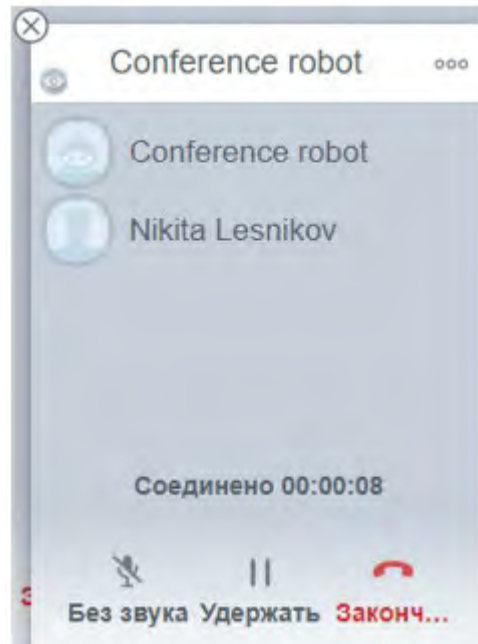 Conference robot
Conference robot
Nikita Lesnikov
Соединено 00:00:08
Без звука Удержать Законч...